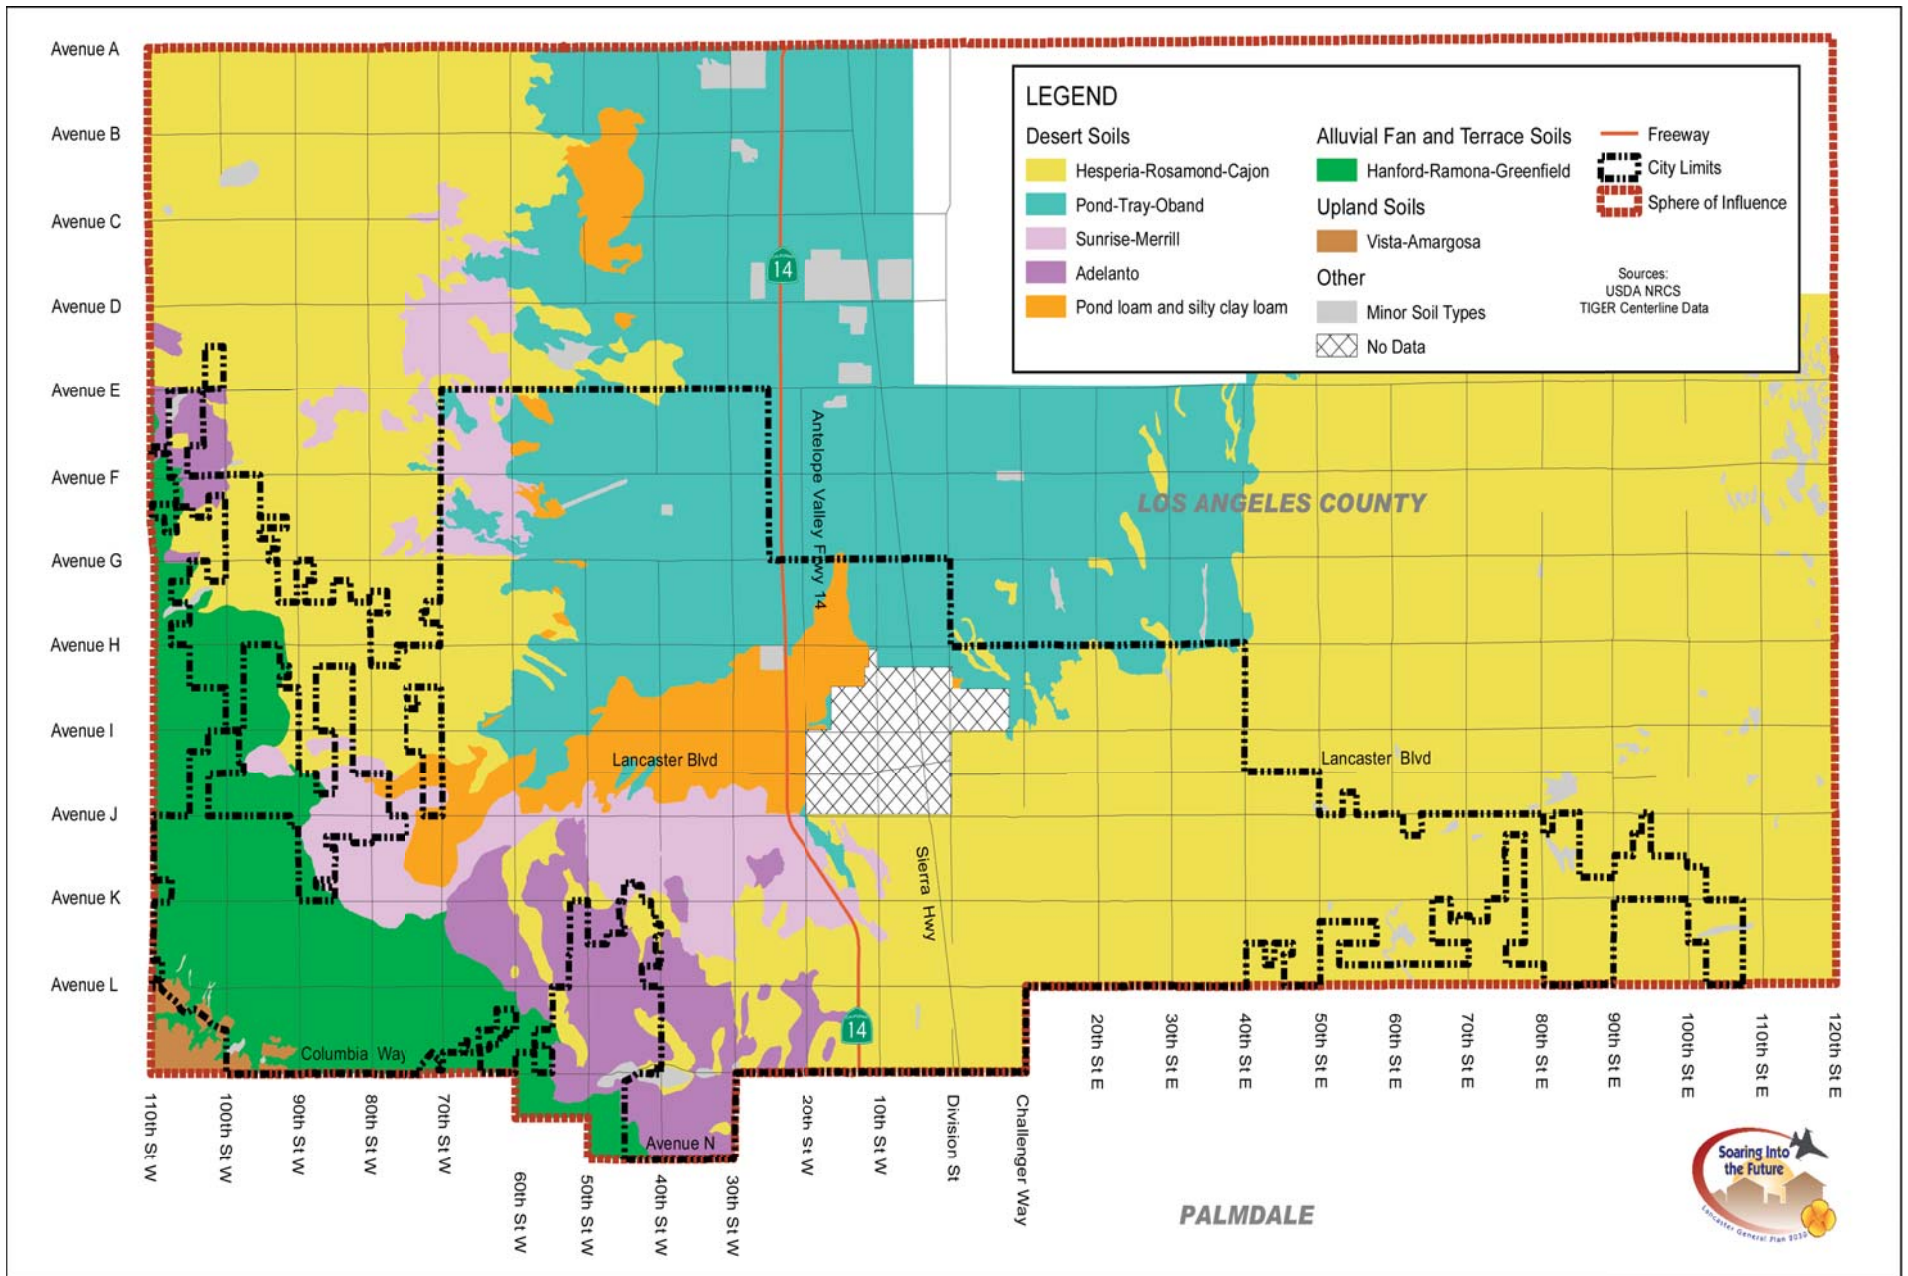 Avenue A
Avenue B
Avenue C
Avenue D
Avenue E
Avenue F
Avenue G
Avenue H
Avenue I
Avenue J
Avenue K
Avenue L
LEGEND
Desert Soils
Hesperia-Rosamond-Cajon
Pond-Tray-Oband
Sunrise-Merrill
Adelanto
Pond loam and silty clay loam
Alluvial Fan and Terrace Soils
Hanford-Ramona-Greenfield
Upland Soils
Vista-Amargosa
Other
Minor Soil Types
No Data
Freeway
City Limits
Sphere of Influence
Sources:
USDA NRCS
TIGER Centerline Data
14
Antelope Valley Frwy 14
LOS ANGELES COUNTY
Lancaster Blvd
Lancaster Blvd
Sierra Hwy
14
Columbia Way
Avenue N
110th St W
100th St W
90th St W
80th St W
70th St W
60th St W
50th St W
40th St W
30th St W
20th St W
10th St W
Division St
Challenger Way
20th St E
30th St E
40th St E
50th St E
60th St E
70th St E
80th St E
90th St E
100th St E
110th St E
120th St E
PALMDALE
Soaring Into
the Future
Lancaster General Plan 2030